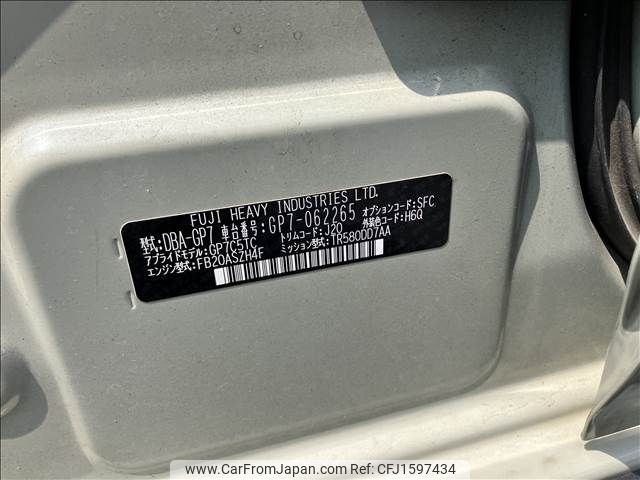 FUJI HEAVY INDUSTRIES LTD.
型式:DBA-GP7 車台番号:GP7-062265 オプションコード:SFC
アプライドモデル:GP7C5TC トリムコード:J20 外装色コード:H6Q
エンジン型式:FB20ASZH4F ミッション型式:TR580DD7AA
www.CarFromJapan.com - CFJ1597434